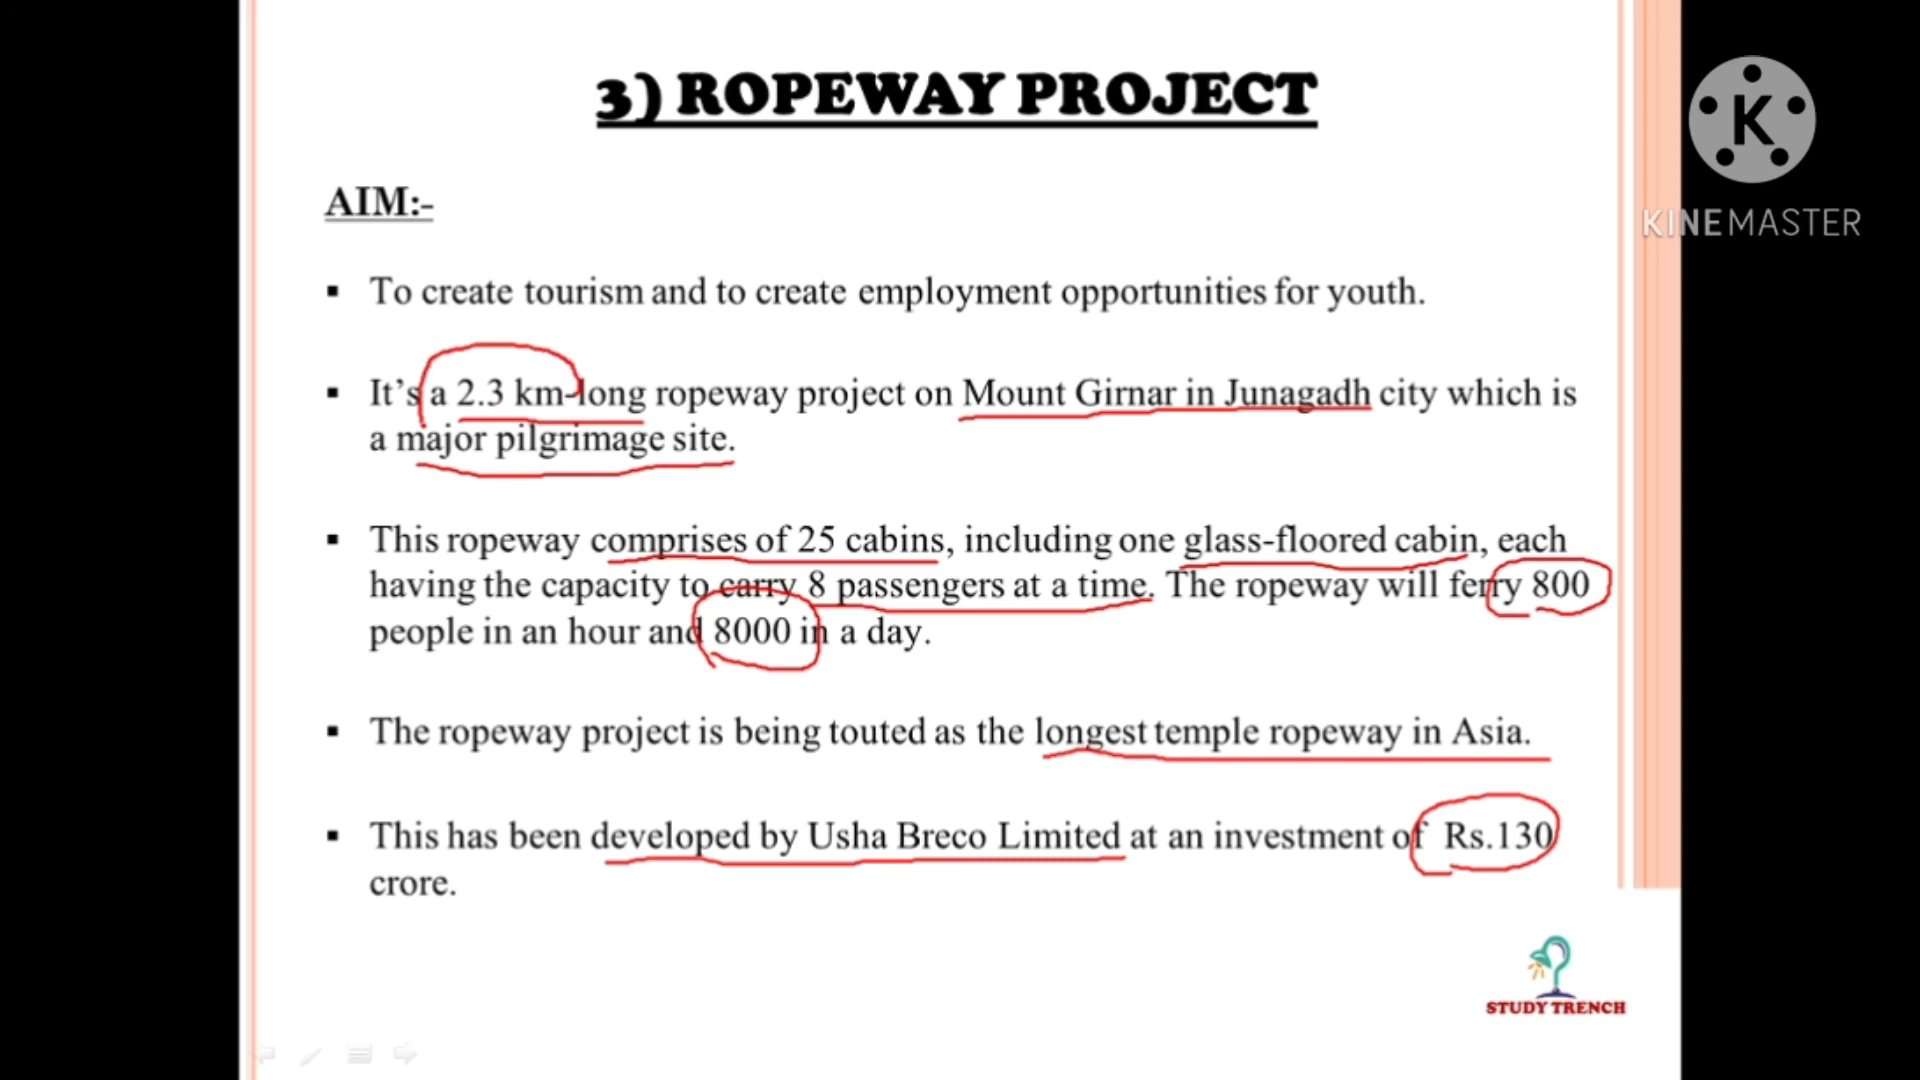 3) ROPEWAY PROJECT
K
KINEMASTER
AIM:-
▪ To create tourism and to create employment opportunities for youth.
▪ It’s a 2.3 km-long ropeway project on Mount Girnar in Junagadh city which is
a major pilgrimage site.
▪ This ropeway comprises of 25 cabins, including one glass-floored cabin, each
having the capacity to carry 8 passengers at a time. The ropeway will ferry 800
people in an hour and 8000 in a day.
▪ The ropeway project is being touted as the longest temple ropeway in Asia.
▪ This has been developed by Usha Breco Limited at an investment of Rs.130
crore.
STUDY TRENCH